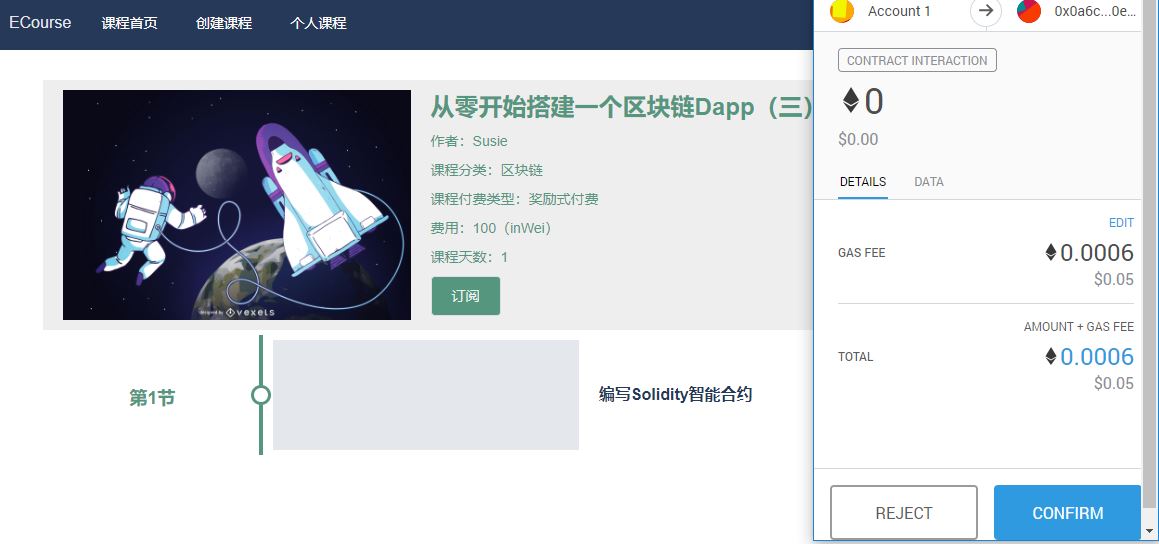 ECourse 课程首页 创建课程 个人课程
从零开始搭建一个区块链Dapp（三）
作者：Susie
课程分类：区块链
课程付费类型：奖励式付费
费用：100（inWei）
课程天数：1
订阅
designed by vexels
第1节
编写Solidity智能合约
Account 1
0x0a6c...0e...
CONTRACT INTERACTION
0
$0.00
DETAILS DATA
EDIT
GAS FEE 0.0006
$0.05
AMOUNT + GAS FEE
TOTAL 0.0006
$0.05
REJECT CONFIRM